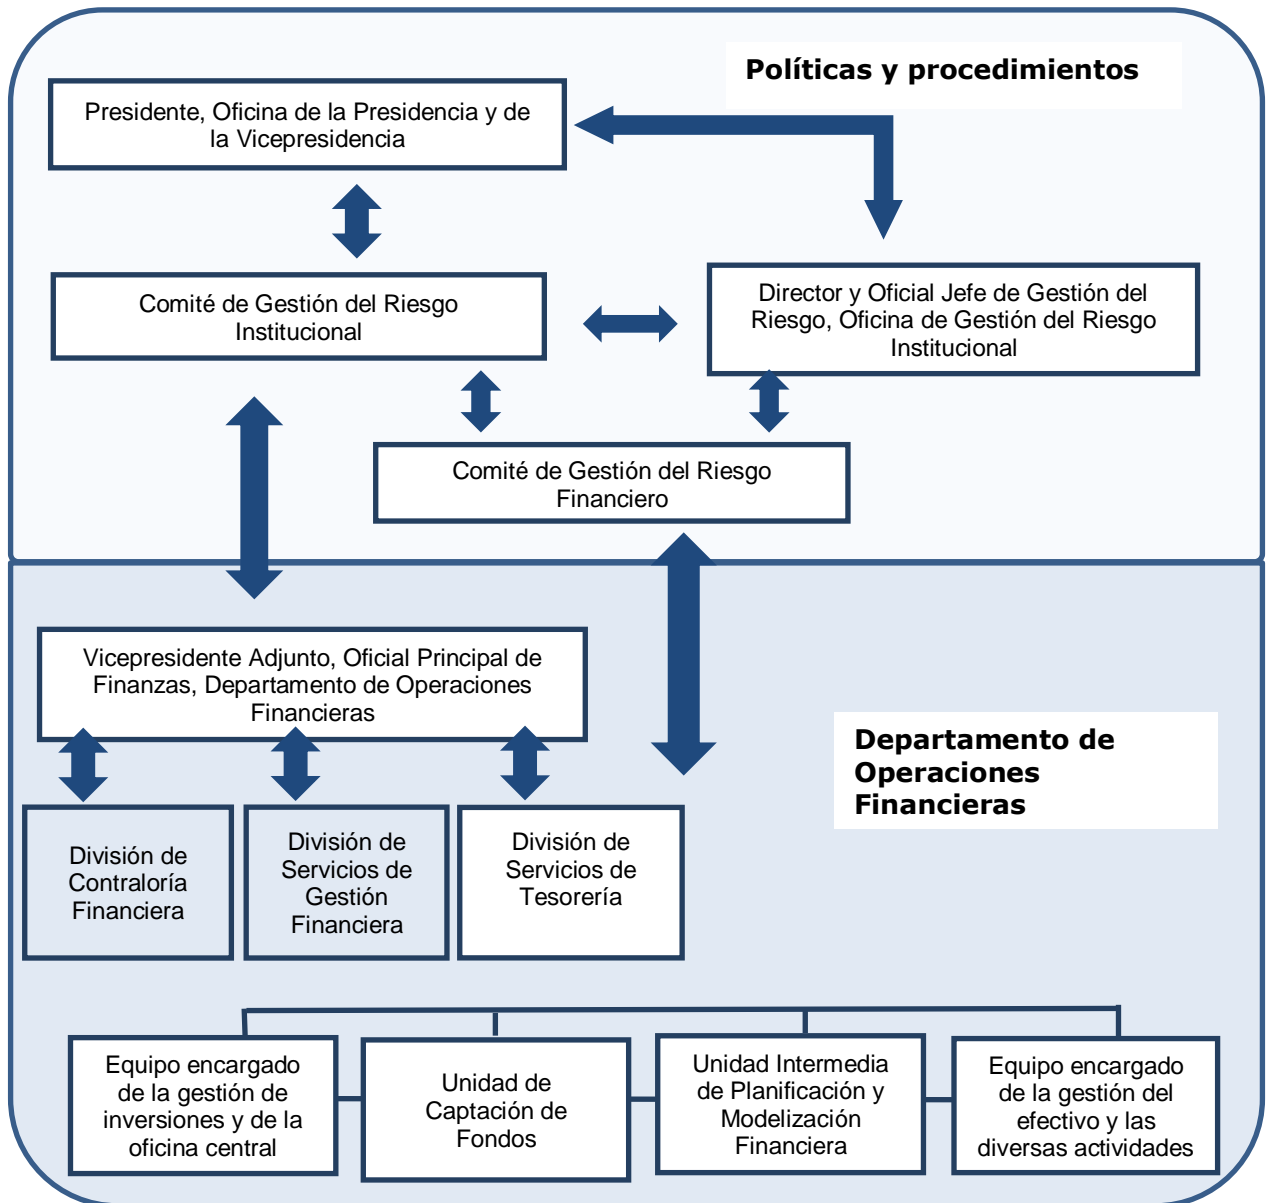 Políticas y procedimientos
Presidente, Oficina de la Presidencia y de
la Vicepresidencia
Comité de Gestión del Riesgo
Institucional
Director y Oficial Jefe de Gestión del
Riesgo, Oficina de Gestión del Riesgo
Institucional
Comité de Gestión del Riesgo
Financiero
Vicepresidente Adjunto, Oficial Principal de
Finanzas, Departamento de Operaciones
Financieras
Departamento de
Operaciones
Financieras
División de
Contraloría
Financiera
División de
Servicios de
Gestión
Financiera
División de
Servicios de
Tesorería
Equipo encargado
de la gestión de
inversiones y de la
oficina central
Unidad de
Captación de
Fondos
Unidad Intermedia
de Planificación y
Modelización
Financiera
Equipo encargado
de la gestión del
efectivo y las
diversas actividades